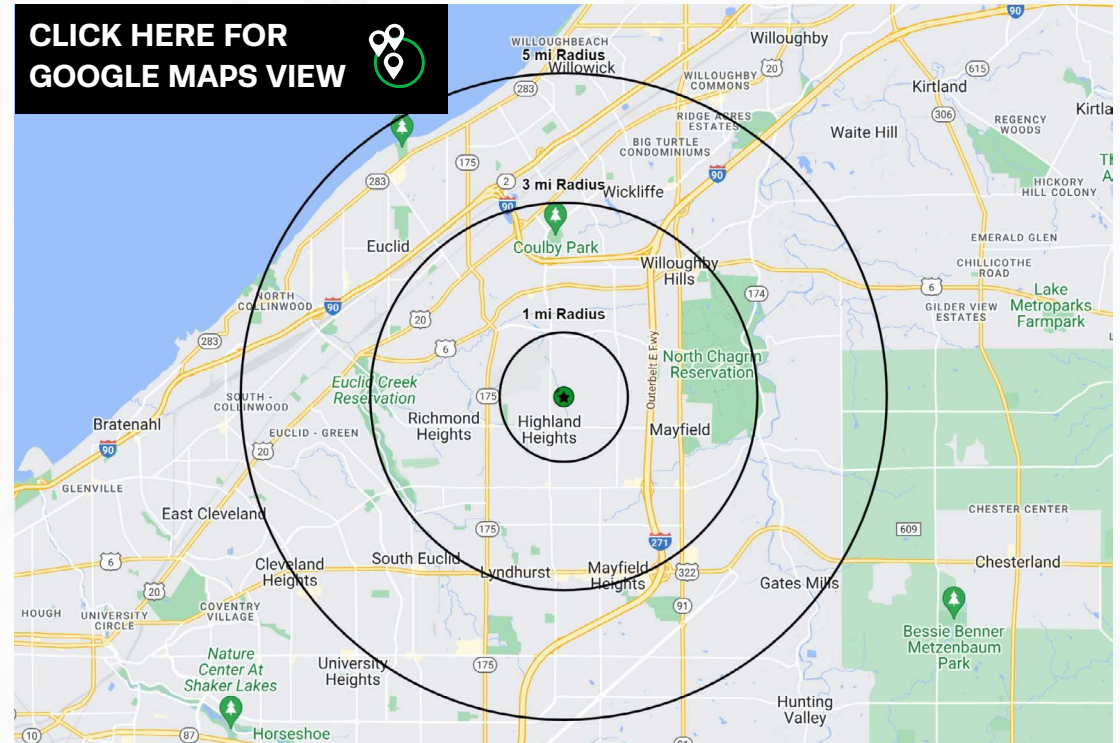 CLICK HERE FOR
GOOGLE MAPS VIEW
90
WILLOUGHBEACH
Willoughby
5 mi Radius
Willowick
20
615
WILLOUGHBY
COMMONS
283
Kirtland
306
RIDGE ACRES
ESTATES
REGENCY
WOODS
Waite Hill
BIG TURTLE
CONDOMINIUMS
175
90
2
283
3 mi Radius
Wickliffe
HICKORY
HILL COLONY
90
Coulby Park
Euclid
EMERALD GLEN
Willoughby
Hills
CHILLICOTHE
ROAD
174
6
Lake
Metroparks
Farmpark
NORTH
COLLINWOOD
90
GILDER VIEW
ESTATES
20
1 mi Radius
283
6
Outerbelt E Fwy
North Chagrin
Reservation
Euclid Creek
Reservation
175
SOUTH -
COLLINWOOD
Richmond
Heights
Highland
Heights
Mayfield
Bratenahl
EUCLID - GREEN
90
20
GLENVILLE
East Cleveland
CHESTER CENTER
175
609
271
6
Cleveland
Heights
South Euclid
Lyndhurst
Mayfield
Heights
322
Gates Mills
Chesterland
20
HOUGH
UNIVERSITY
CIRCLE
COVENTRY
VILLAGE
91
Bessie Benner
Metzenbaum
Park
Nature
Center At
Shaker Lakes
University
Heights
175
Hunting
Valley
Horseshoe
10
87